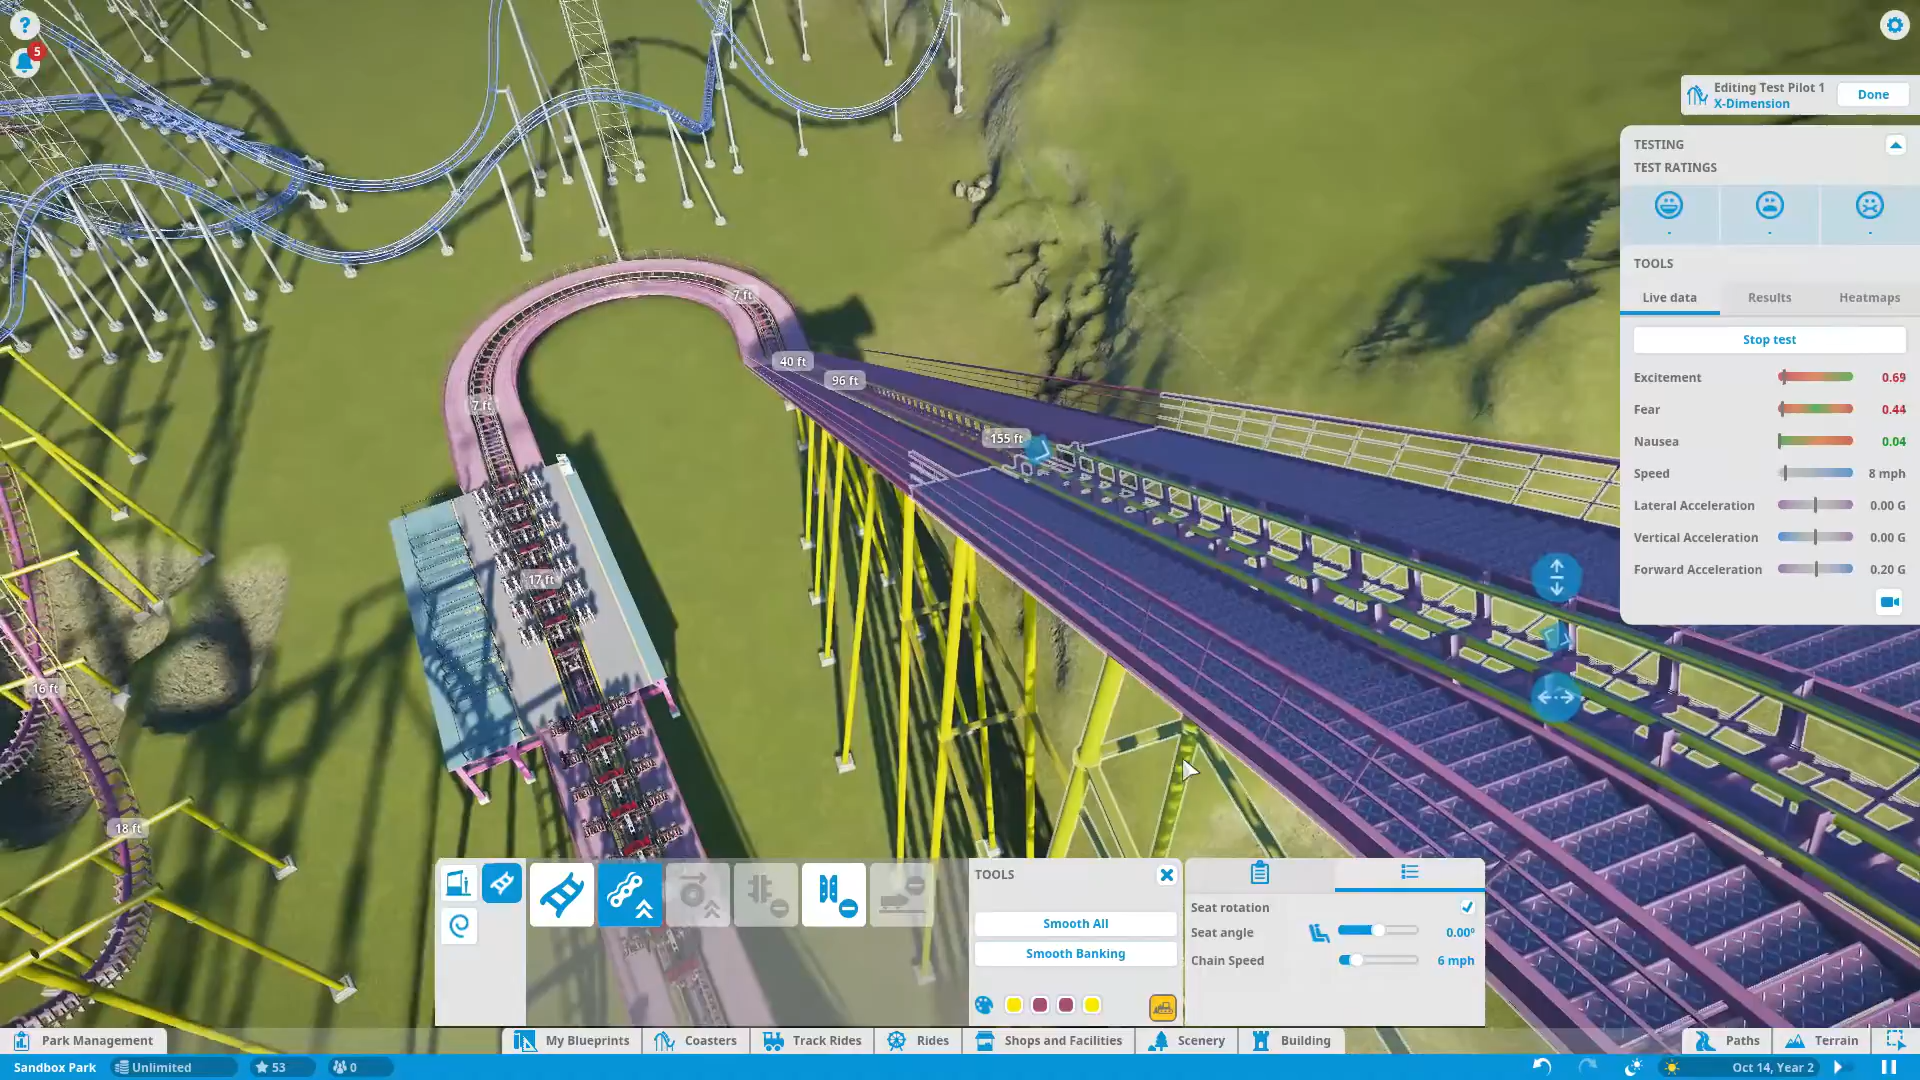 ?
5
Editing Test Pilot 1
X-Dimension
Done
TESTING
TEST RATINGS
-
-
-
TOOLS
Live data
Results
Heatmaps
Stop test
Excitement
0.69
Fear
0.44
Nausea
0.04
Speed
8 mph
Lateral Acceleration
0.00 G
Vertical Acceleration
0.00 G
Forward Acceleration
0.20 G
7 ft
40 ft
96 ft
7 ft
155 ft
17 ft
16 ft
18 ft
TOOLS
Smooth All
Smooth Banking
Seat rotation
Seat angle
0.00°
Chain Speed
6 mph
Park Management
My Blueprints
Coasters
Track Rides
Rides
Shops and Facilities
Scenery
Building
Paths
Terrain
Sandbox Park
Unlimited
53
0
Oct 14, Year 2